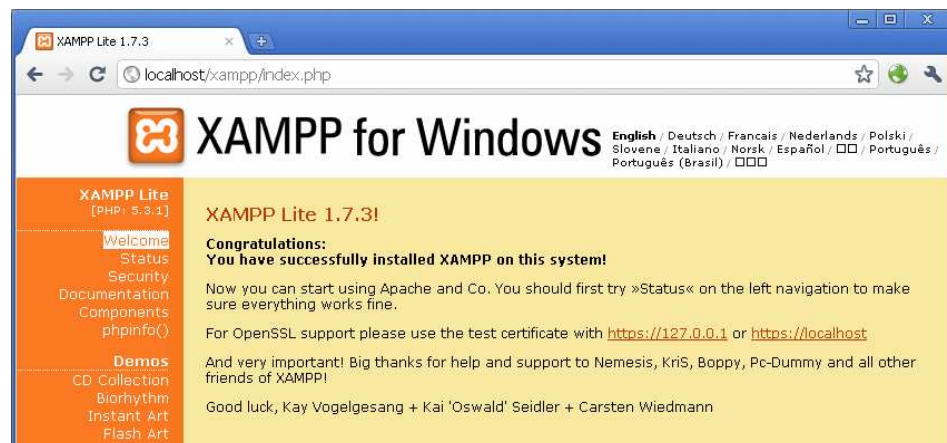 XAMPP Lite 1.7.3
localhost/xampp/index.php
XAMPP for Windows
English / Deutsch / Francais / Nederlands / Polski /
Slovene / Italiano / Norsk / Español / □□ / Português /
Português (Brasil) / □□□
XAMPP Lite
[PHP: 5.3.1]
Welcome
Status
Security
Documentation
Components
phpinfo()
Demos
CD Collection
Biorhythm
Instant Art
Flash Art
XAMPP Lite 1.7.3!
Congratulations:
You have successfully installed XAMPP on this system!
Now you can start using Apache and Co. You should first try »Status« on the left navigation to make
sure everything works fine.
For OpenSSL support please use the test certificate with https://127.0.0.1 or https://localhost
And very important! Big thanks for help and support to Nemesis, KriS, Boppy, Pc-Dummy and all other
friends of XAMPP!
Good luck, Kay Vogelgesang + Kai 'Oswald' Seidler + Carsten Wiedmann